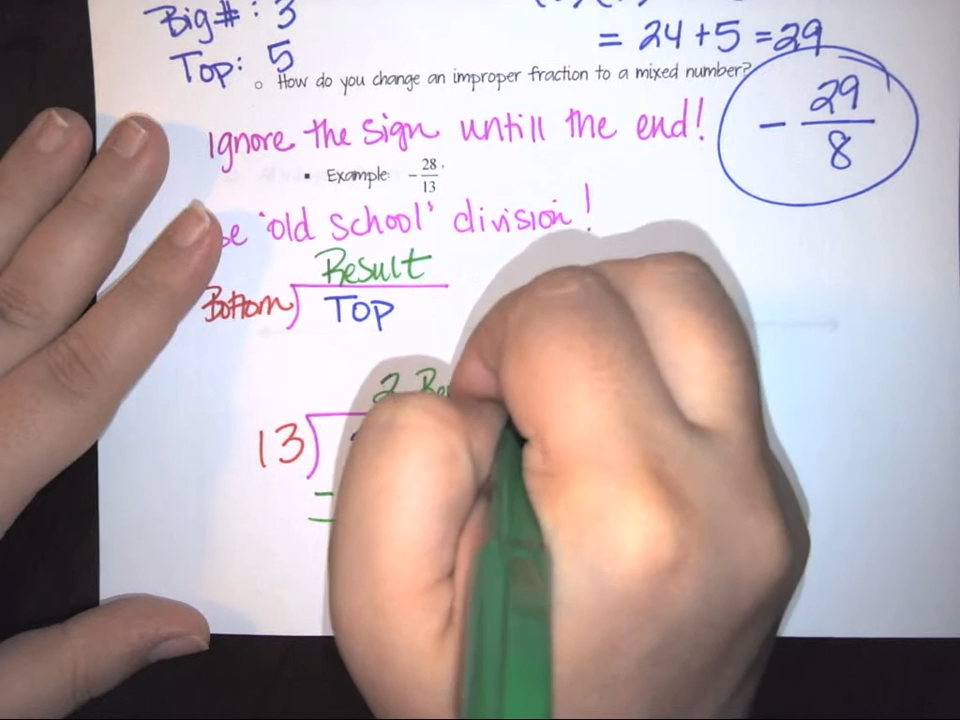 Big# : 3
= 24 + 5 = 29
Top: 5
How do you change an improper fraction to a mixed number?
- 29/8
Ignore the sign untill the end!
Example: -28/13
'old school' division!
Result
Bottom) Top
2
13)
=